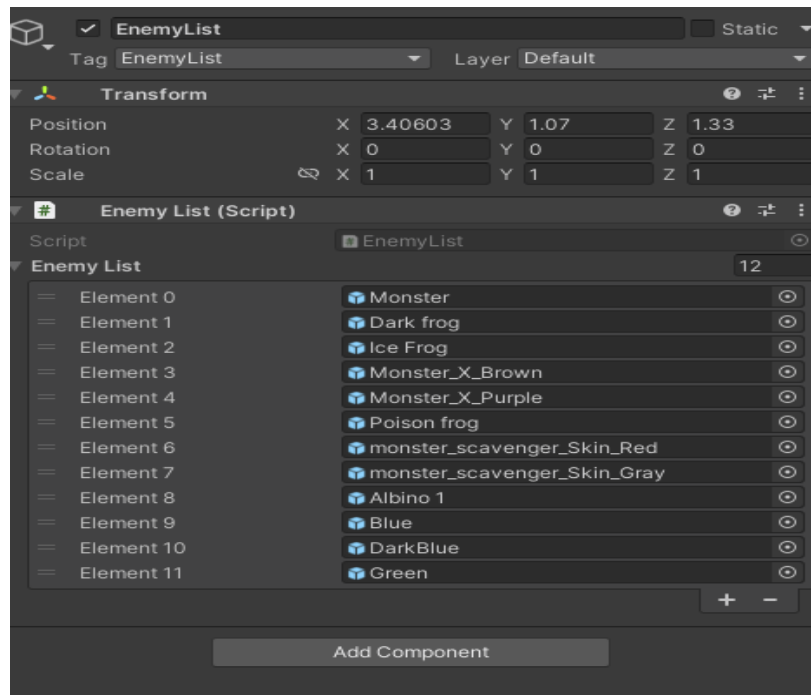 EnemyList Static
Tag EnemyList Layer Default
Transform
Position X 3.40603 Y 1.07 Z 1.33
Rotation X 0 Y 0 Z 0
Scale X 1 Y 1 Z 1
# Enemy List (Script)
Script # EnemyList
Enemy List 12
Element 0 Monster
Element 1 Dark frog
Element 2 Ice Frog
Element 3 Monster_X_Brown
Element 4 Monster_X_Purple
Element 5 Poison frog
Element 6 monster_scavenger_Skin_Red
Element 7 monster_scavenger_Skin_Gray
Element 8 Albino 1
Element 9 Blue
Element 10 DarkBlue
Element 11 Green
+ −
Add Component